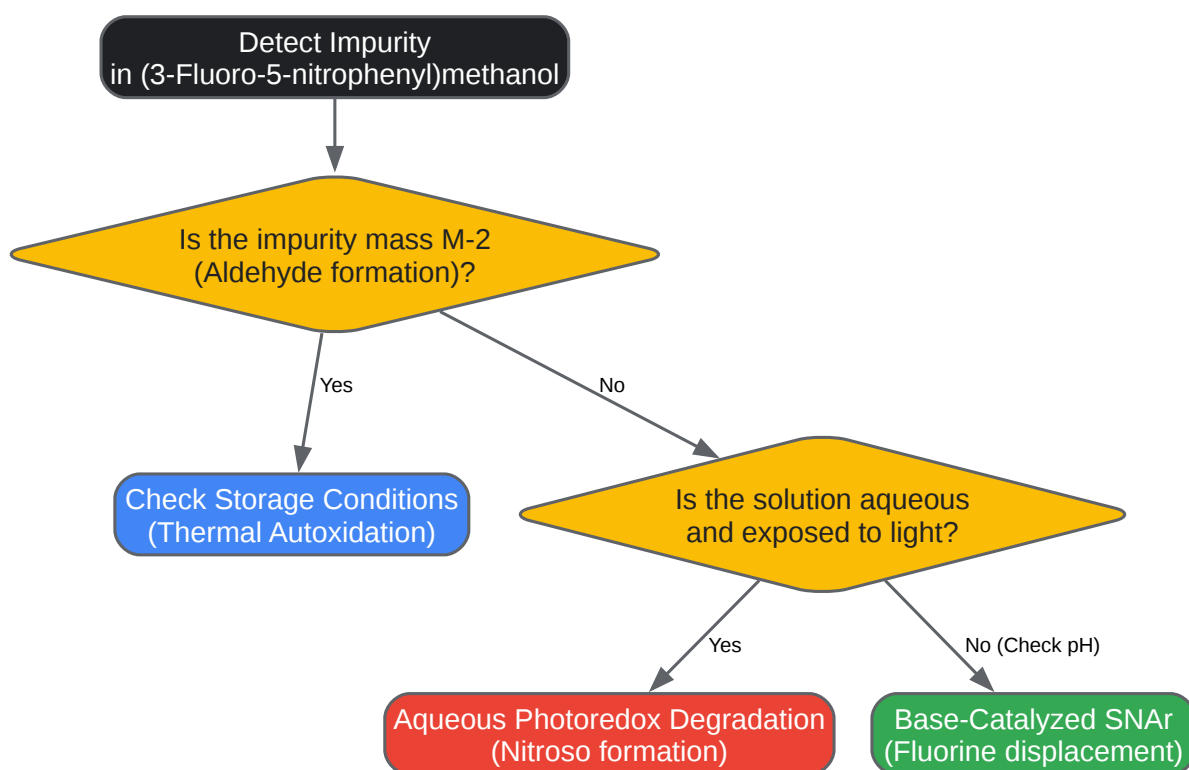 Detect Impurity
in (3-Fluoro-5-nitrophenyl)methanol
Is the impurity mass M-2
(Aldehyde formation)?
Yes
No
Check Storage Conditions
(Thermal Autoxidation)
Is the solution aqueous
and exposed to light?
Yes
No (Check pH)
Aqueous Photoredox Degradation
(Nitroso formation)
Base-Catalyzed SNAr
(Fluorine displacement)